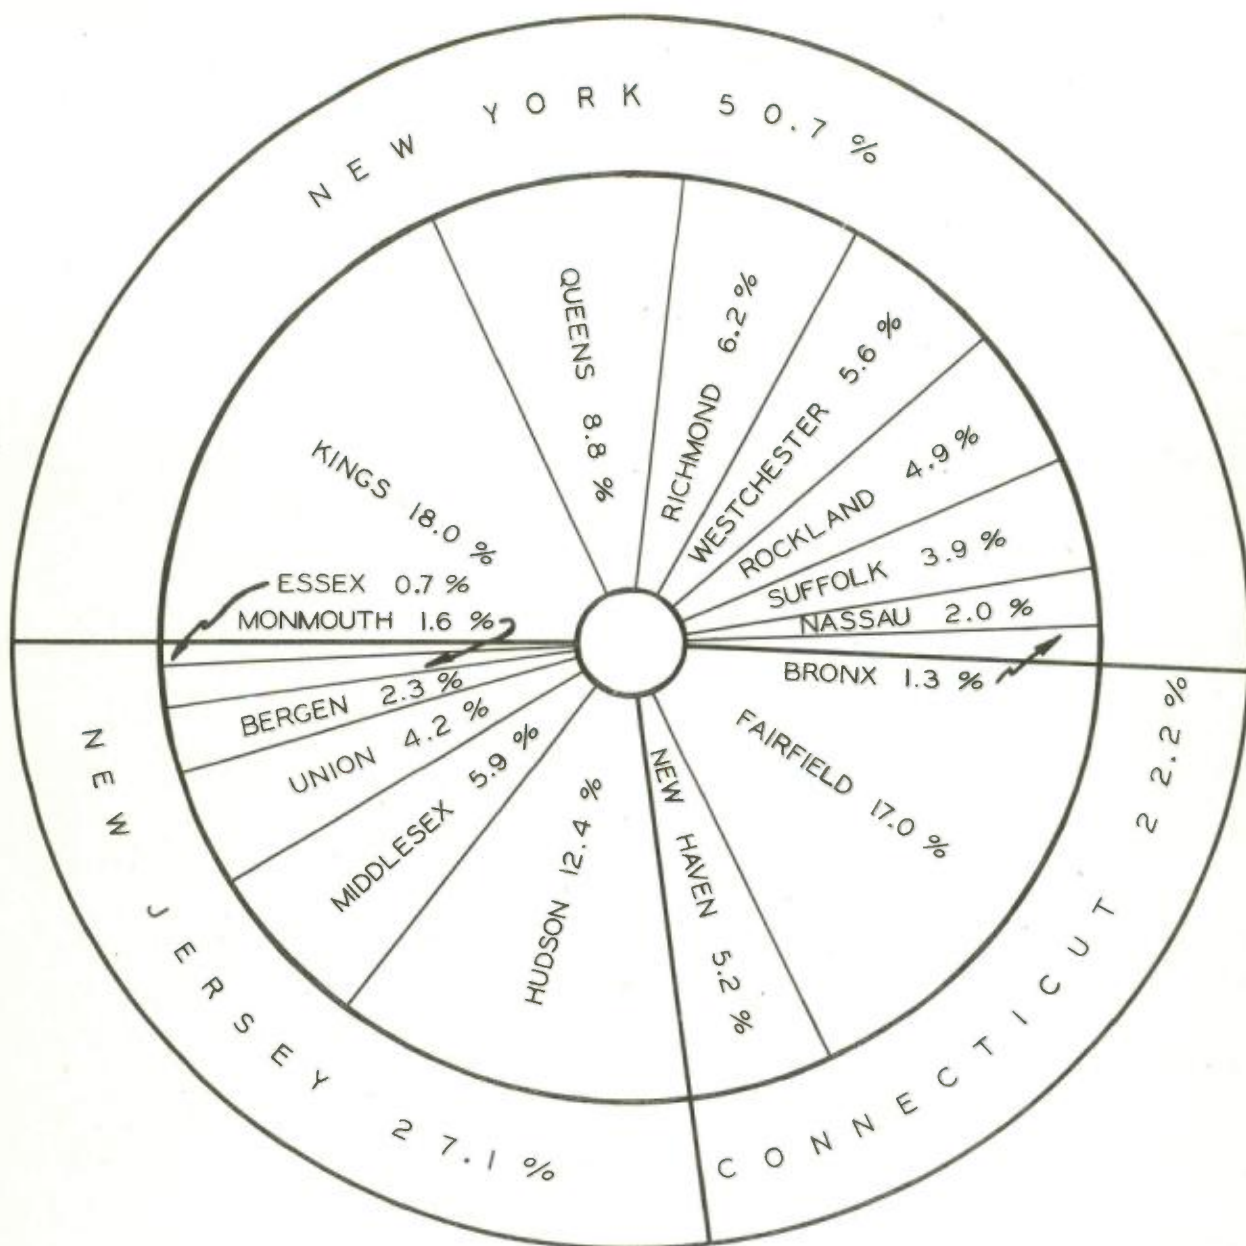 NEW YORK 50.7%
QUEENS 8.8 %
RICHMOND 6.2 %
WESTCHESTER 5.6 %
ROCKLAND 4.9 %
SUFFOLK 3.9 %
NASSAU 2.0 %
BRONX 1.3 %
KINGS 18.0 %
ESSEX 0.7 %
MONMOUTH 1.6 %
BERGEN 2.3 %
UNION 4.2 %
MIDDLESEX 5.9 %
HUDSON 12.4 %
NEW JERSEY 27.1 %
NEW HAVEN 5.2 %
FAIRFIELD 17.0 %
CONNECTICUT 22.2%